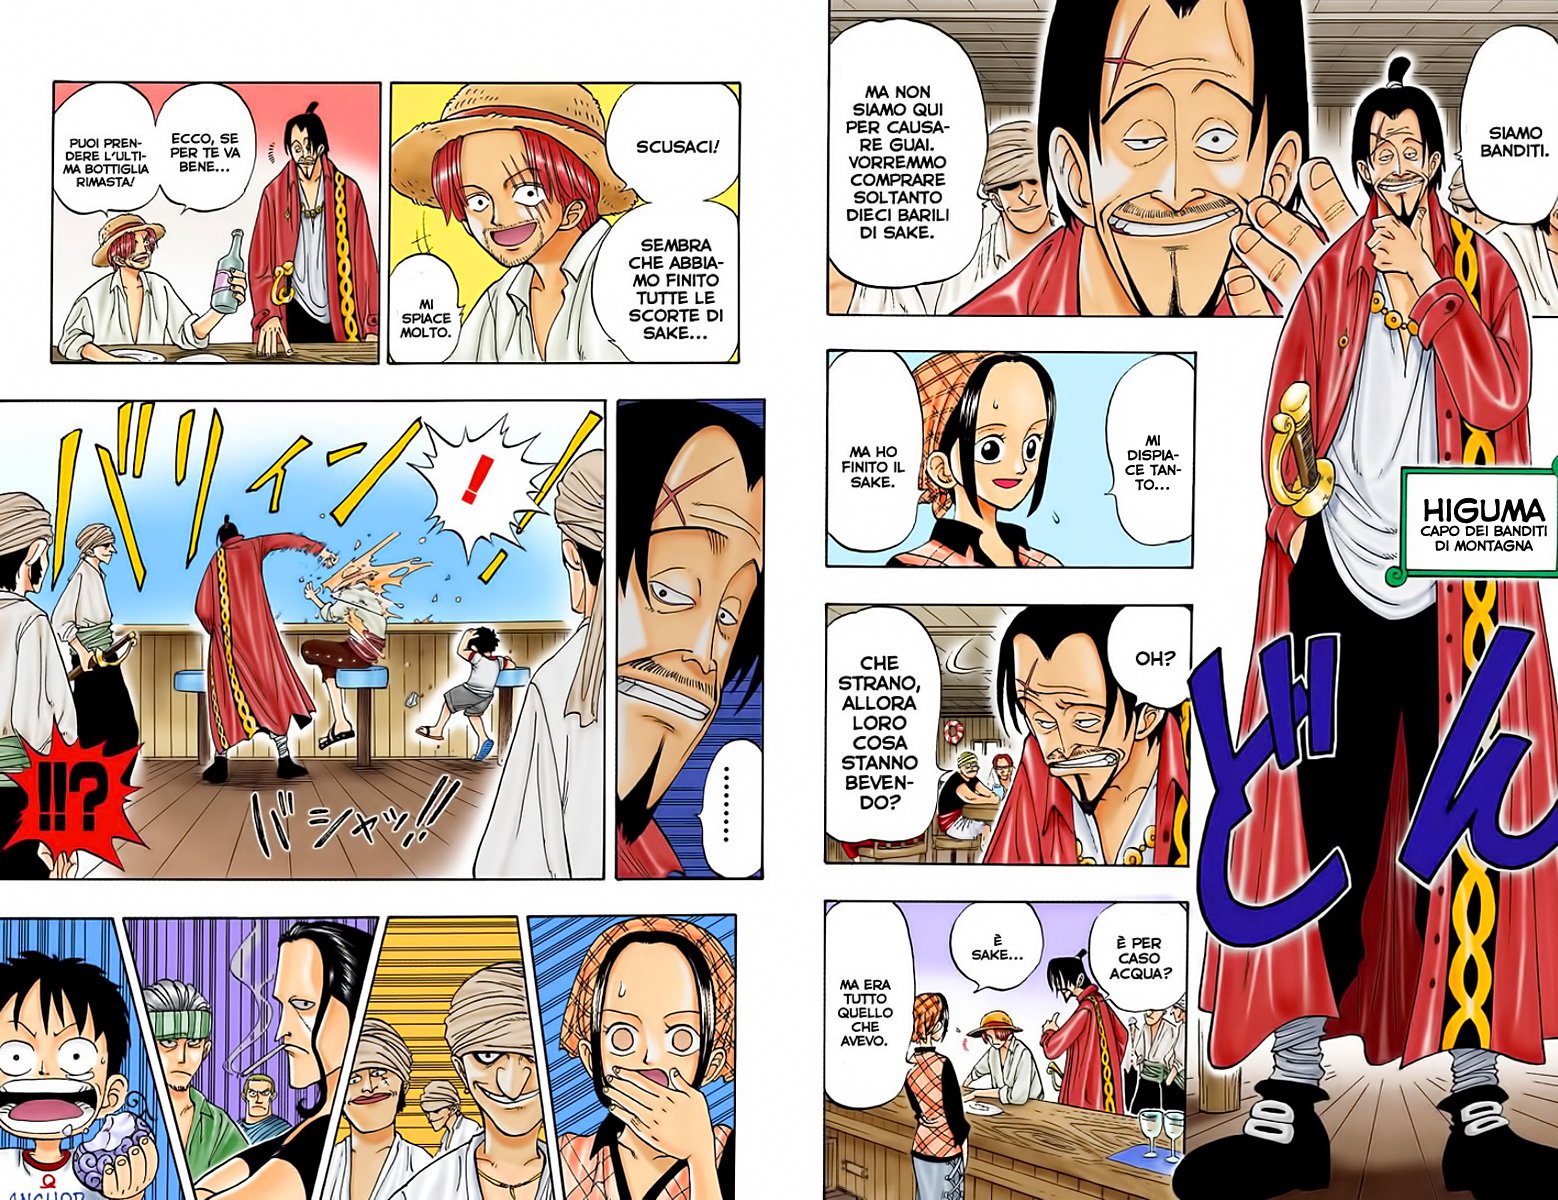 SIAMO
BANDITI.
MA NON
SIAMO QUI
PER CAUSA-
RE GUAI.
VORREMMO
COMPRARE
SOLTANTO
DIECI BARILI
DI SAKE.
HIGUMA
CAPO DEI BANDITI
DI MONTAGNA
どん
MI
DISPIA-
CE TAN-
TO...
MA HO
FINITO IL
SAKE.
OH?
CHE
STRANO,
ALLORA
LORO
COSA
STANNO
BEVEN-
DO?
È PER
CASO
ACQUA?
È
SAKE...
MA ERA
TUTTO
QUELLO
CHE
AVEVO.
SCUSACI!
SEMBRA
CHE ABBIA-
MO FINITO
TUTTE LE
SCORTE DI
SAKE...
MI
SPIACE
MOLTO.
ECCO, SE
PER TE VA
BENE...
PUOI PREN-
DERE L'ULTI-
MA BOTTIGLIA
RIMASTA!
.........
!
バリィン!
!!?
バシャッ!!
ANCHOR